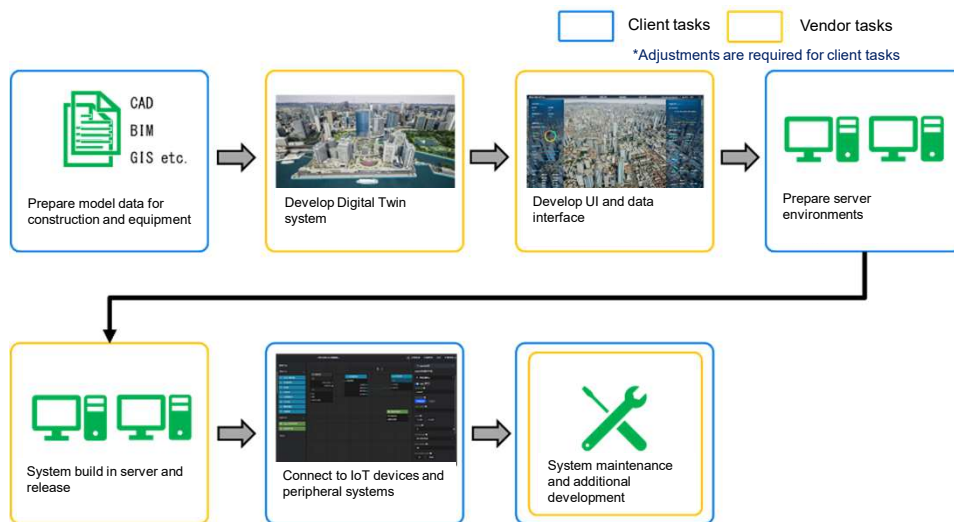 Client tasks
Vendor tasks
*Adjustments are required for client tasks
CAD
BIM
GIS etc.
Prepare model data for
construction and equipment
Develop Digital Twin
system
Develop UI and data
interface
Prepare server
environments
System build in server and
release
Connect to IoT devices and
peripheral systems
System maintenance
and additional
development